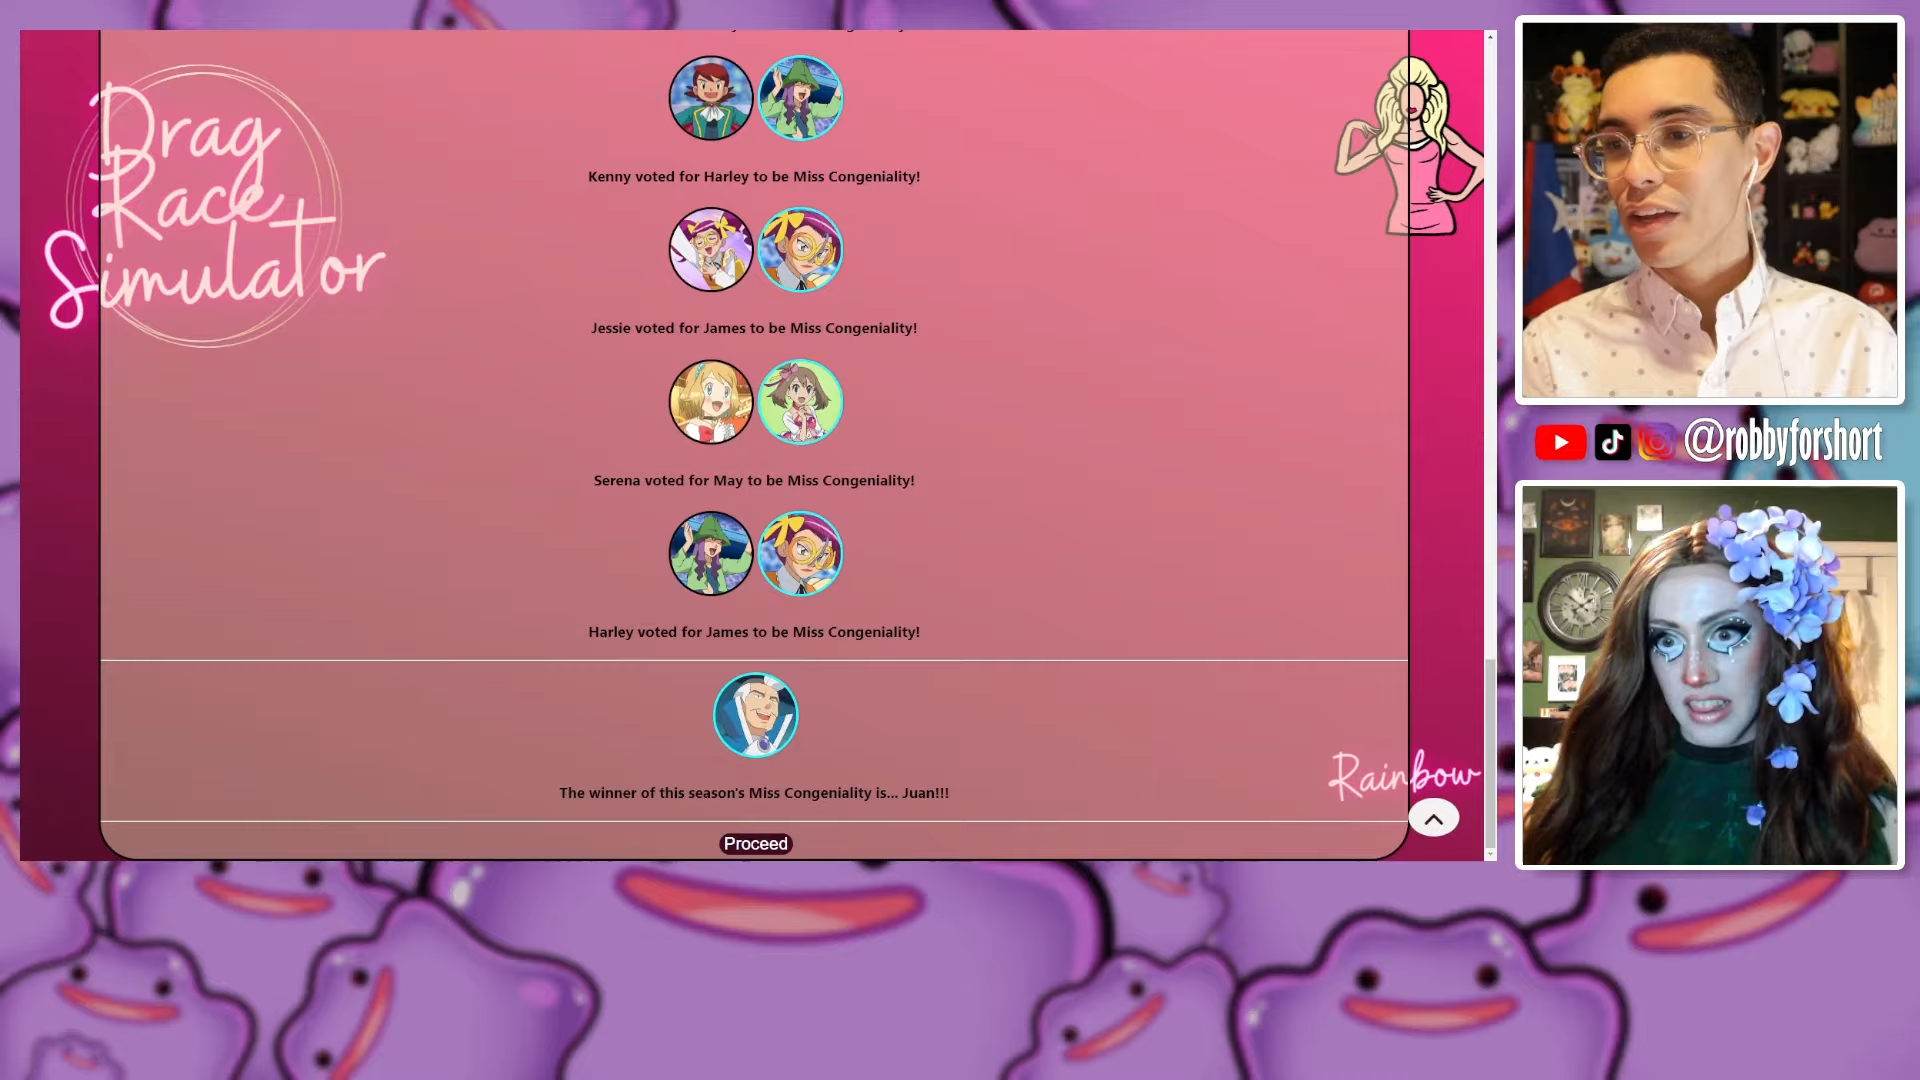 Drag
Race
Simulator
Kenny voted for Harley to be Miss Congeniality!
Jessie voted for James to be Miss Congeniality!
Serena voted for May to be Miss Congeniality!
Harley voted for James to be Miss Congeniality!
The winner of this season's Miss Congeniality is... Juan!!!
Proceed
Rainbow
@robbyforshort